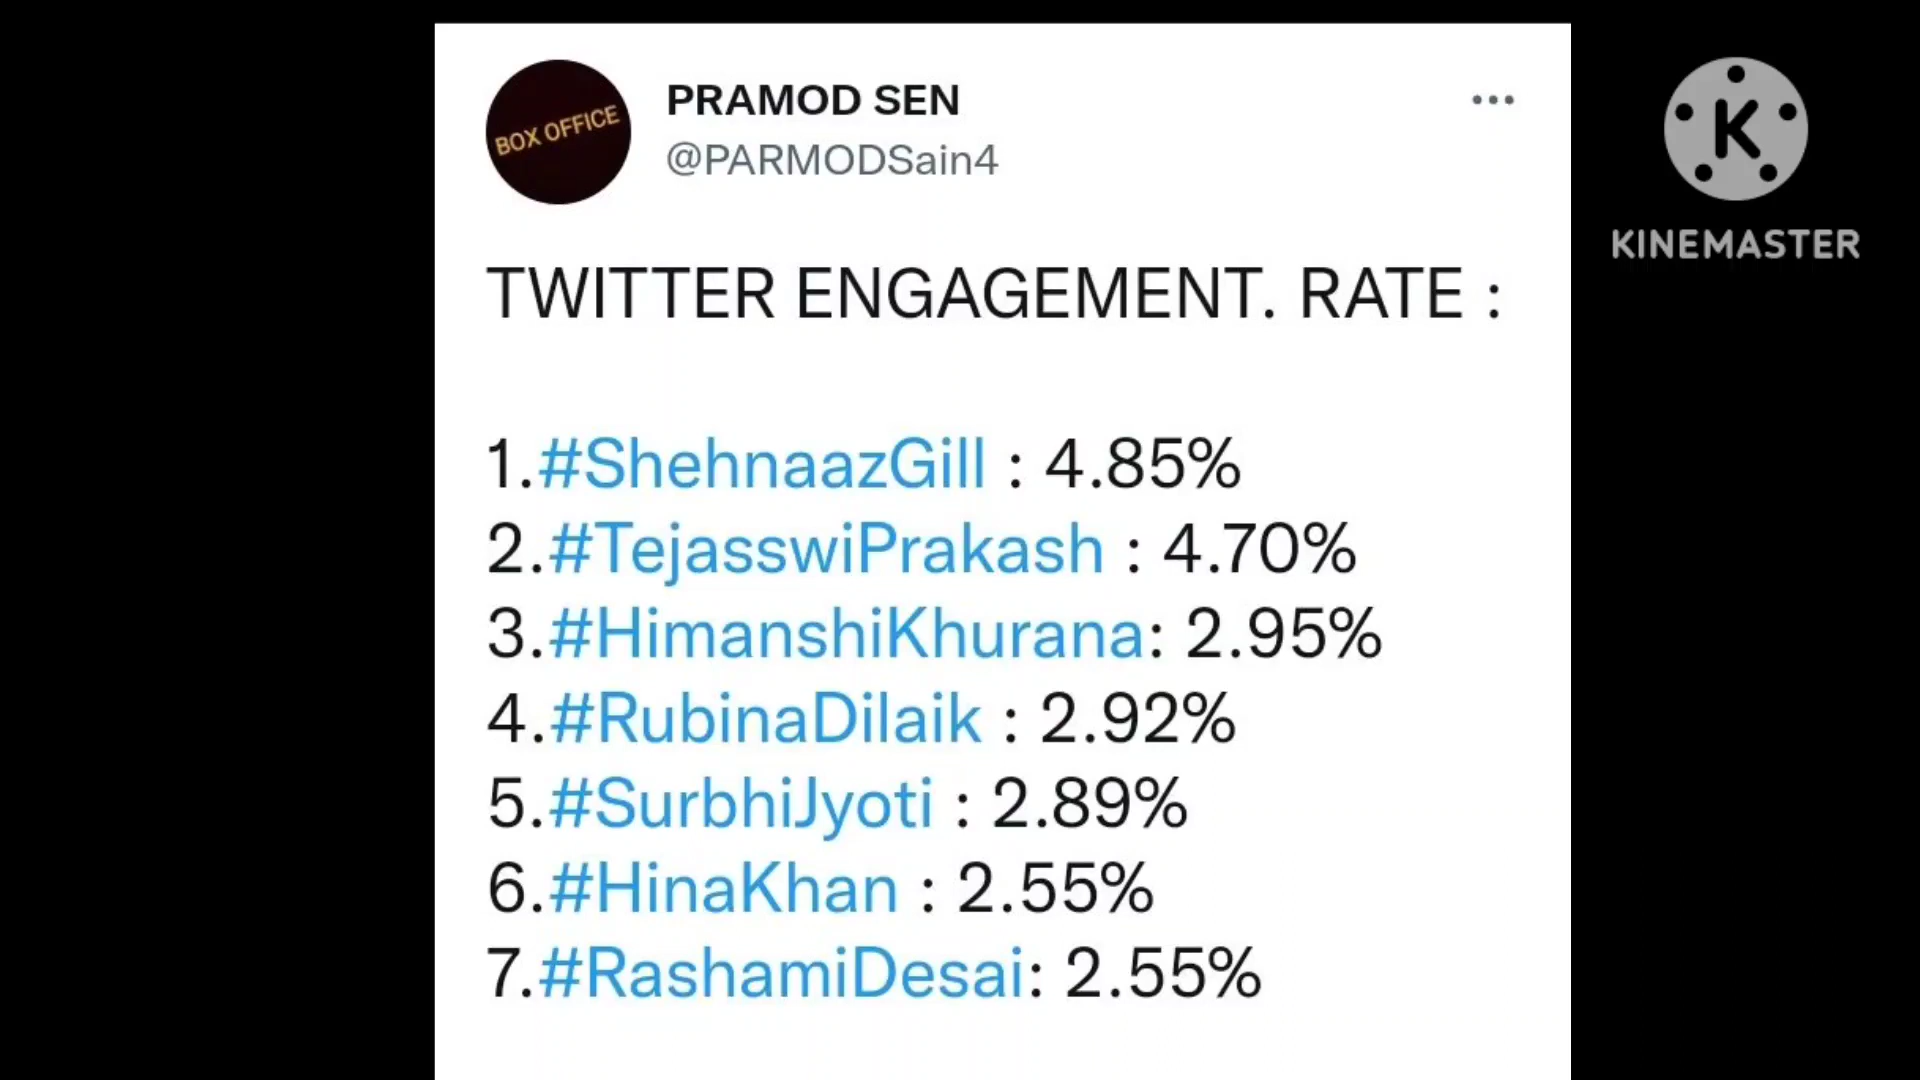 BOX OFFICE
PRAMOD SEN
@PARMODSain4
KINEMASTER
TWITTER ENGAGEMENT. RATE :
1.#ShehnaazGill : 4.85%
2.#TejasswiPrakash : 4.70%
3.#HimanshiKhurana: 2.95%
4.#RubinaDilaik : 2.92%
5.#SurbhiJyoti : 2.89%
6.#HinaKhan : 2.55%
7.#RashamiDesai: 2.55%